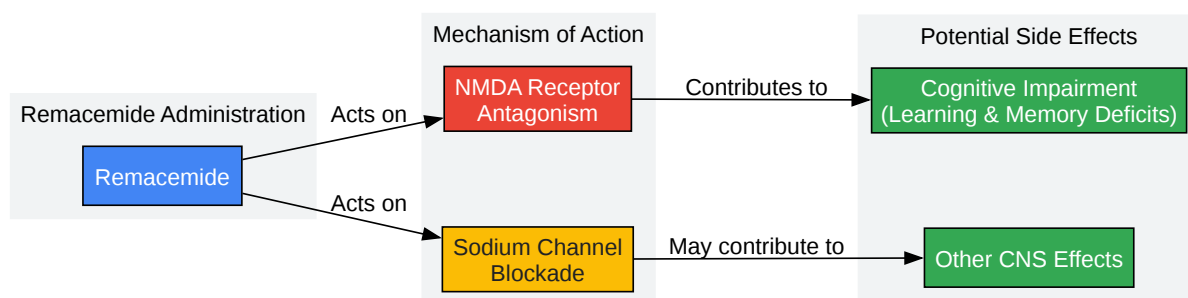 Remacemide Administration
Remacemide
Acts on
Acts on
Mechanism of Action
NMDA Receptor
Antagonism
Sodium Channel
Blockade
Contributes to
May contribute to
Potential Side Effects
Cognitive Impairment
(Learning & Memory Deficits)
Other CNS Effects